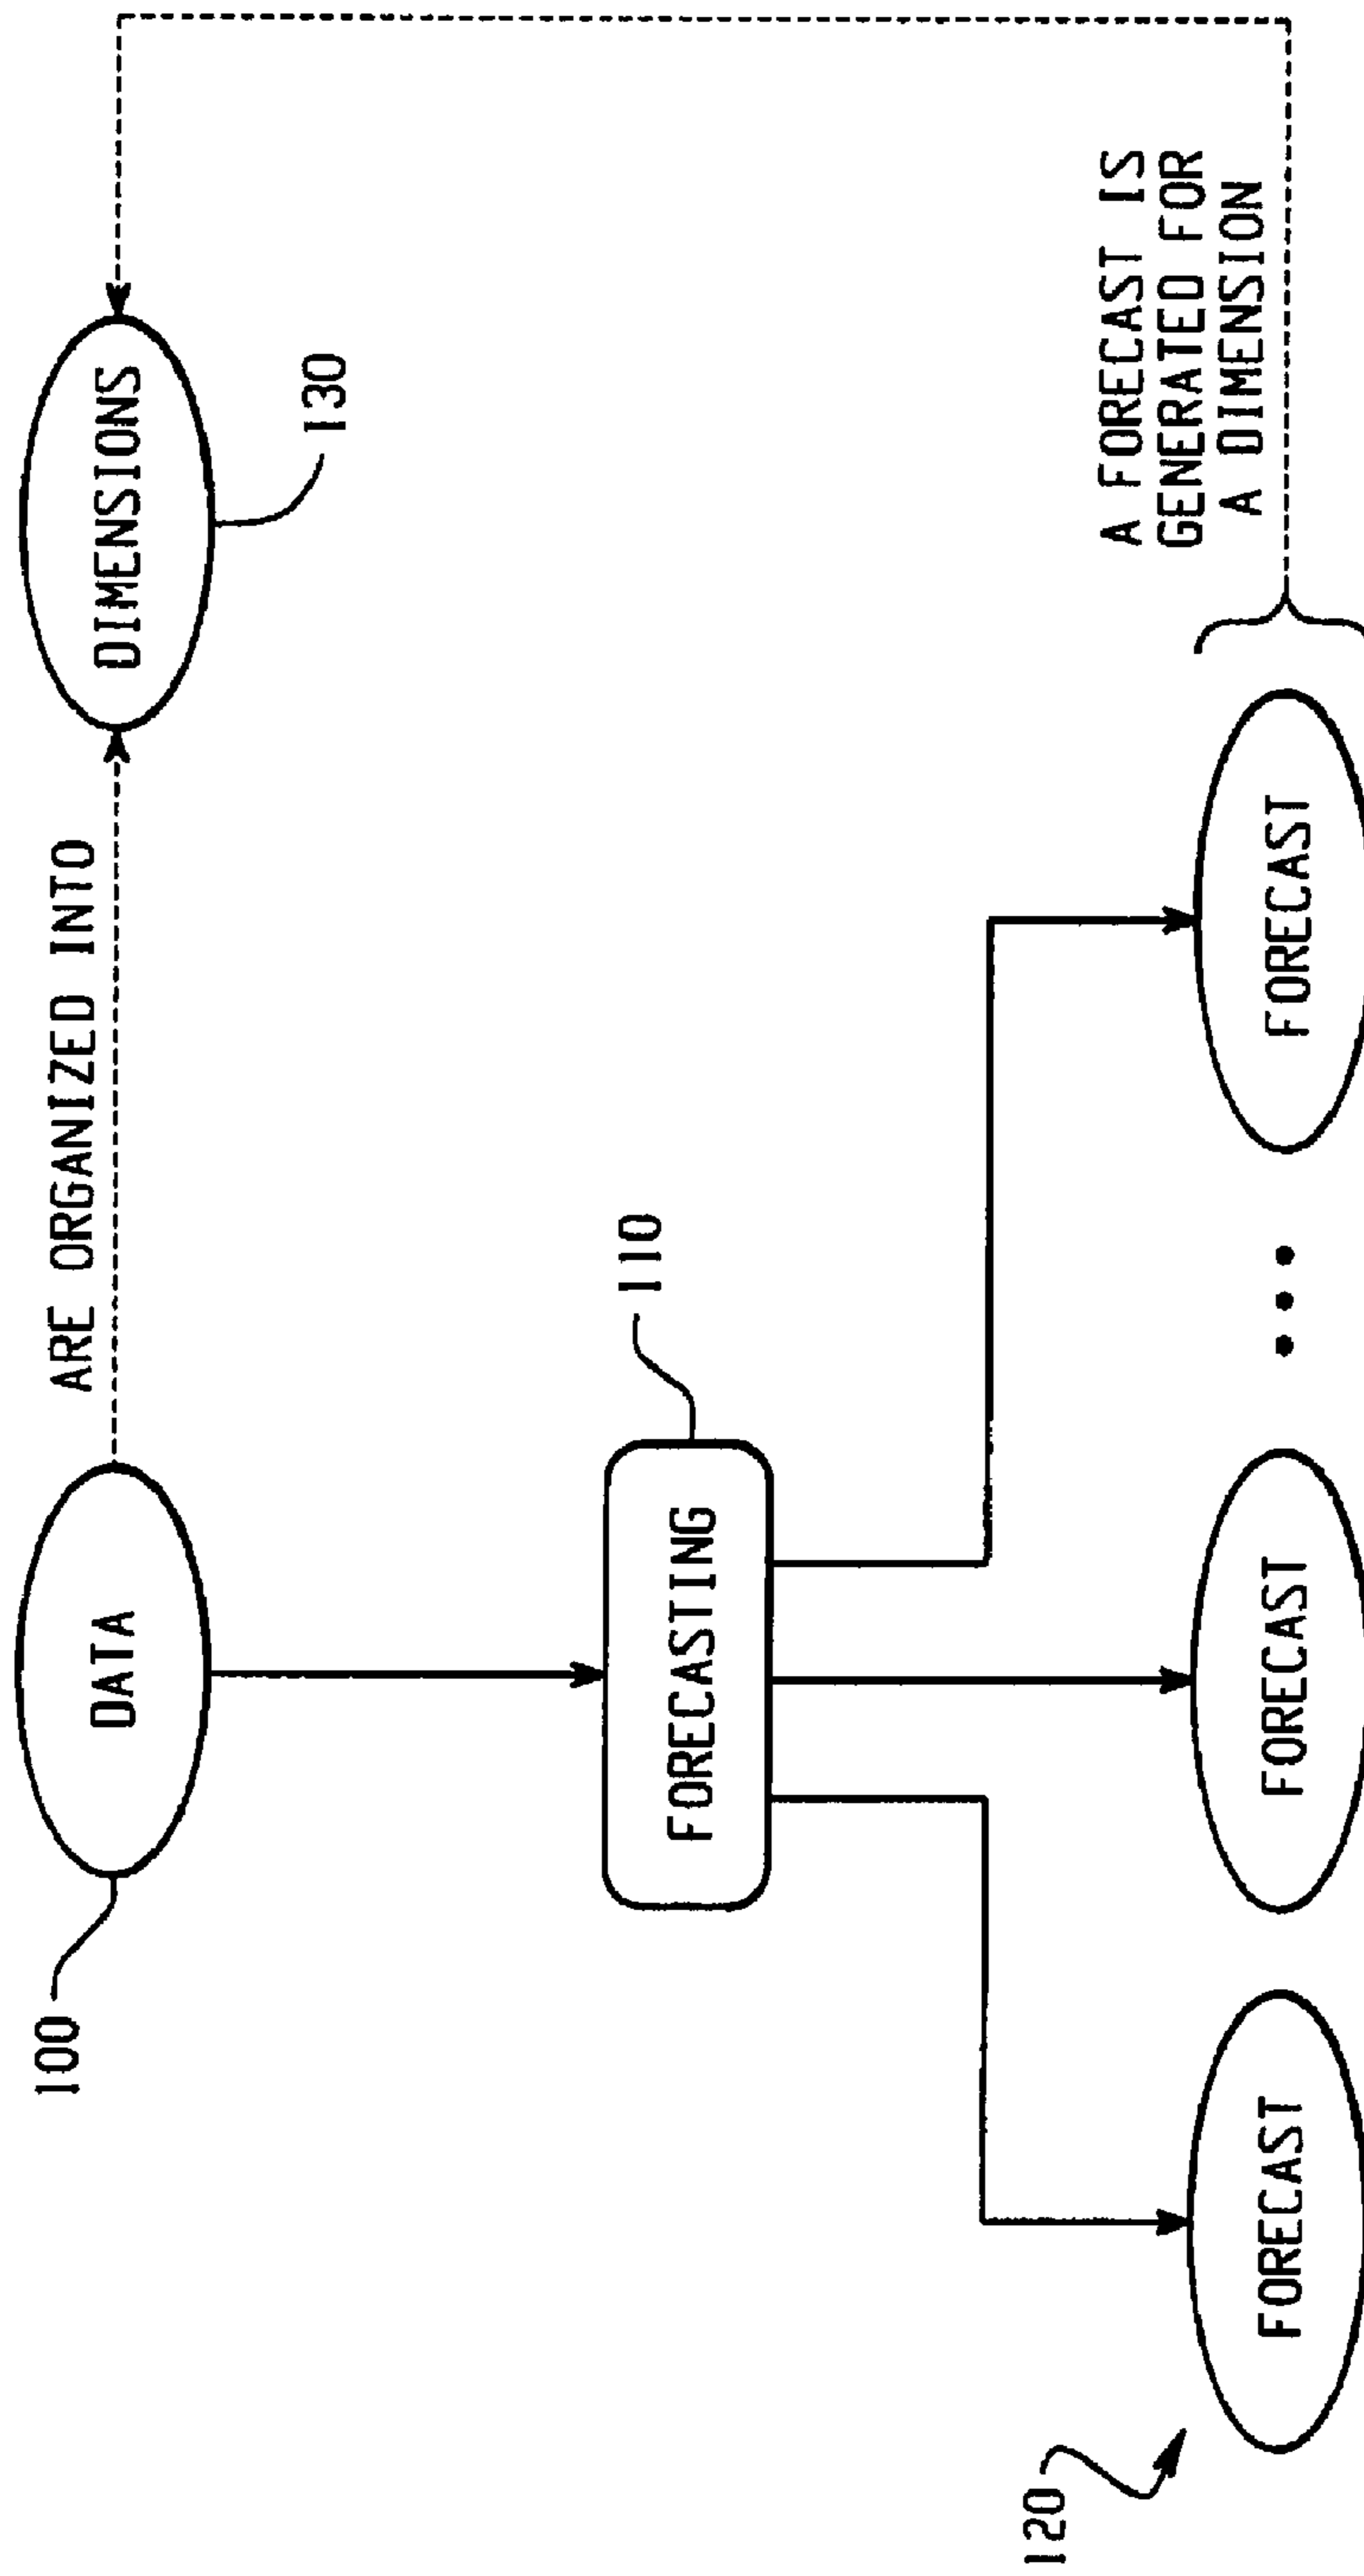 100
DATA
ARE ORGANIZED INTO
DIMENSIONS
130
110
FORECASTING
A FORECAST IS
GENERATED FOR
A DIMENSION
120
FORECAST
FORECAST
• • •
FORECAST